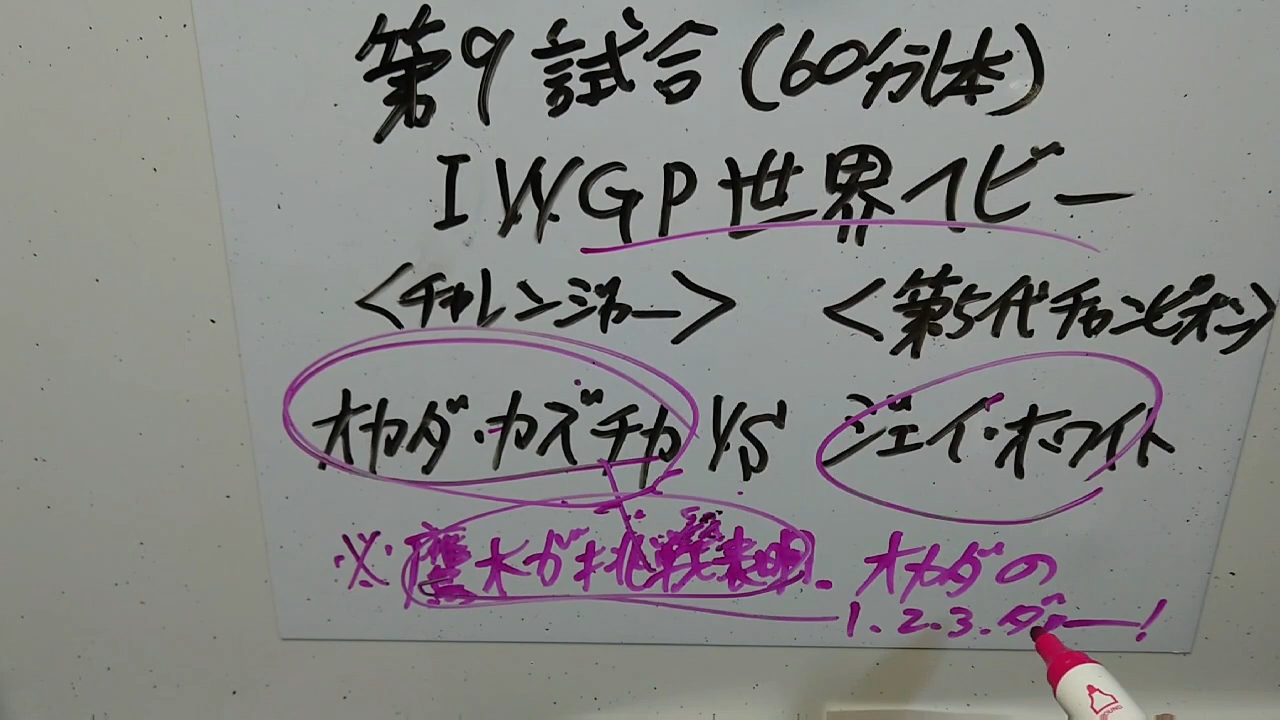 第9試合(60分1本)
IWGP世界ヘビー
<チャレンジャー> <第5代チャンピオン>
オカダ・カズチカ VS ジェイ・ホワイト
※鷹木が挑戦表明。オカダの
1.2.3.ダー!